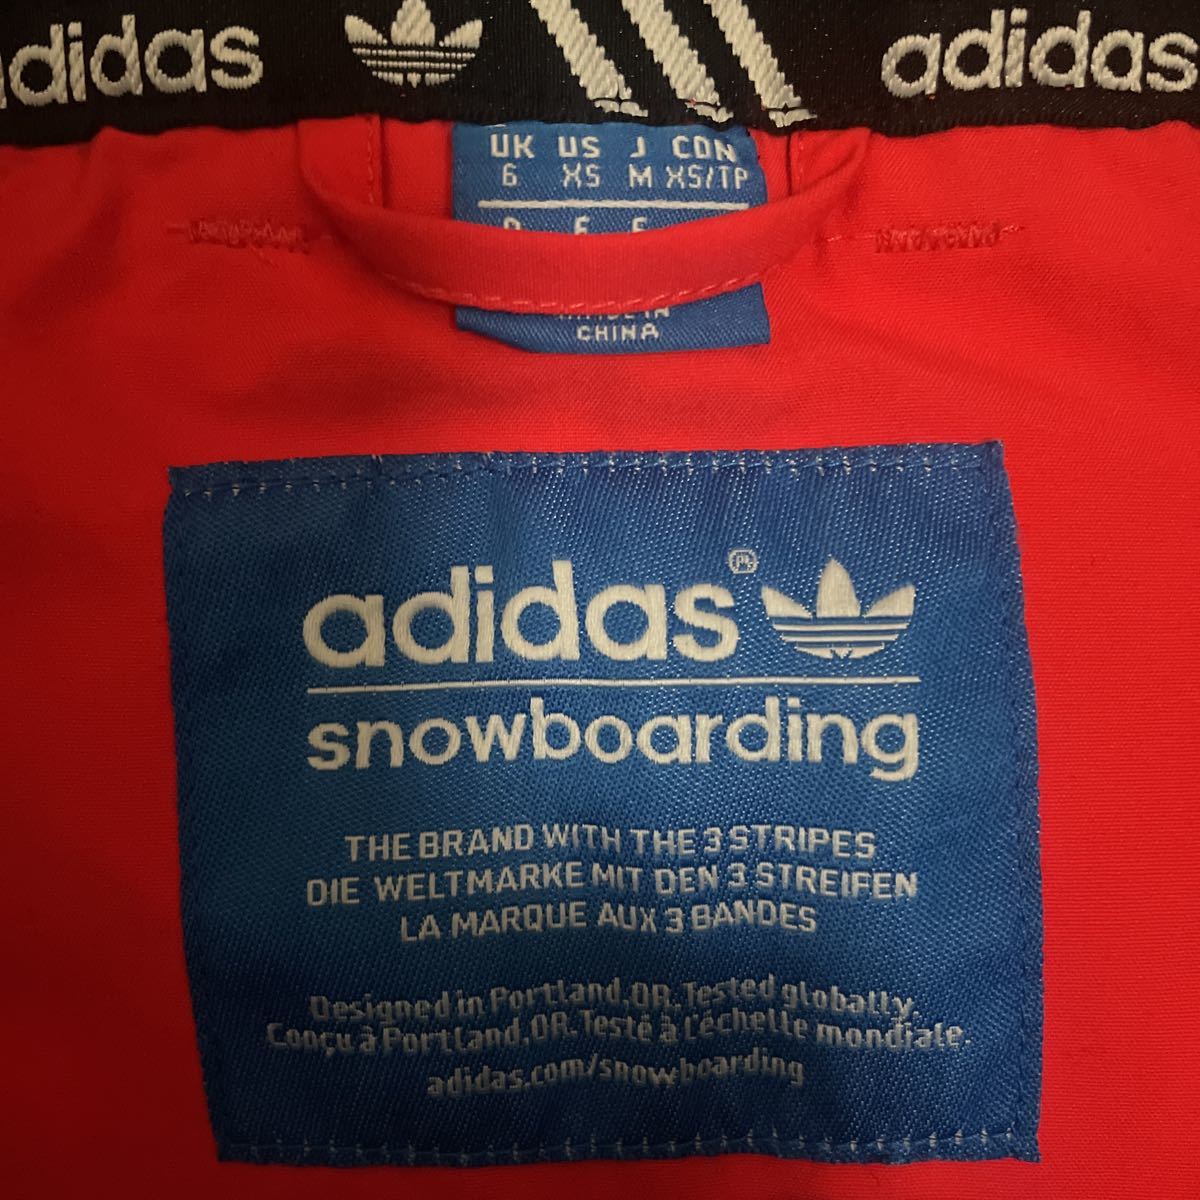 adidas adidas
UK US J CDN
6 XS M XS/TP
MADE IN
CHINA
adidas®
snowboarding
THE BRAND WITH THE 3 STRIPES
DIE WELTMARKE MIT DEN 3 STREIFEN
LA MARQUE AUX 3 BANDES
Designed in Portland, OR. Tested globally.
Conçu à Portland, OR. Testé à l'échelle mondiale.
adidas.com/snowboarding